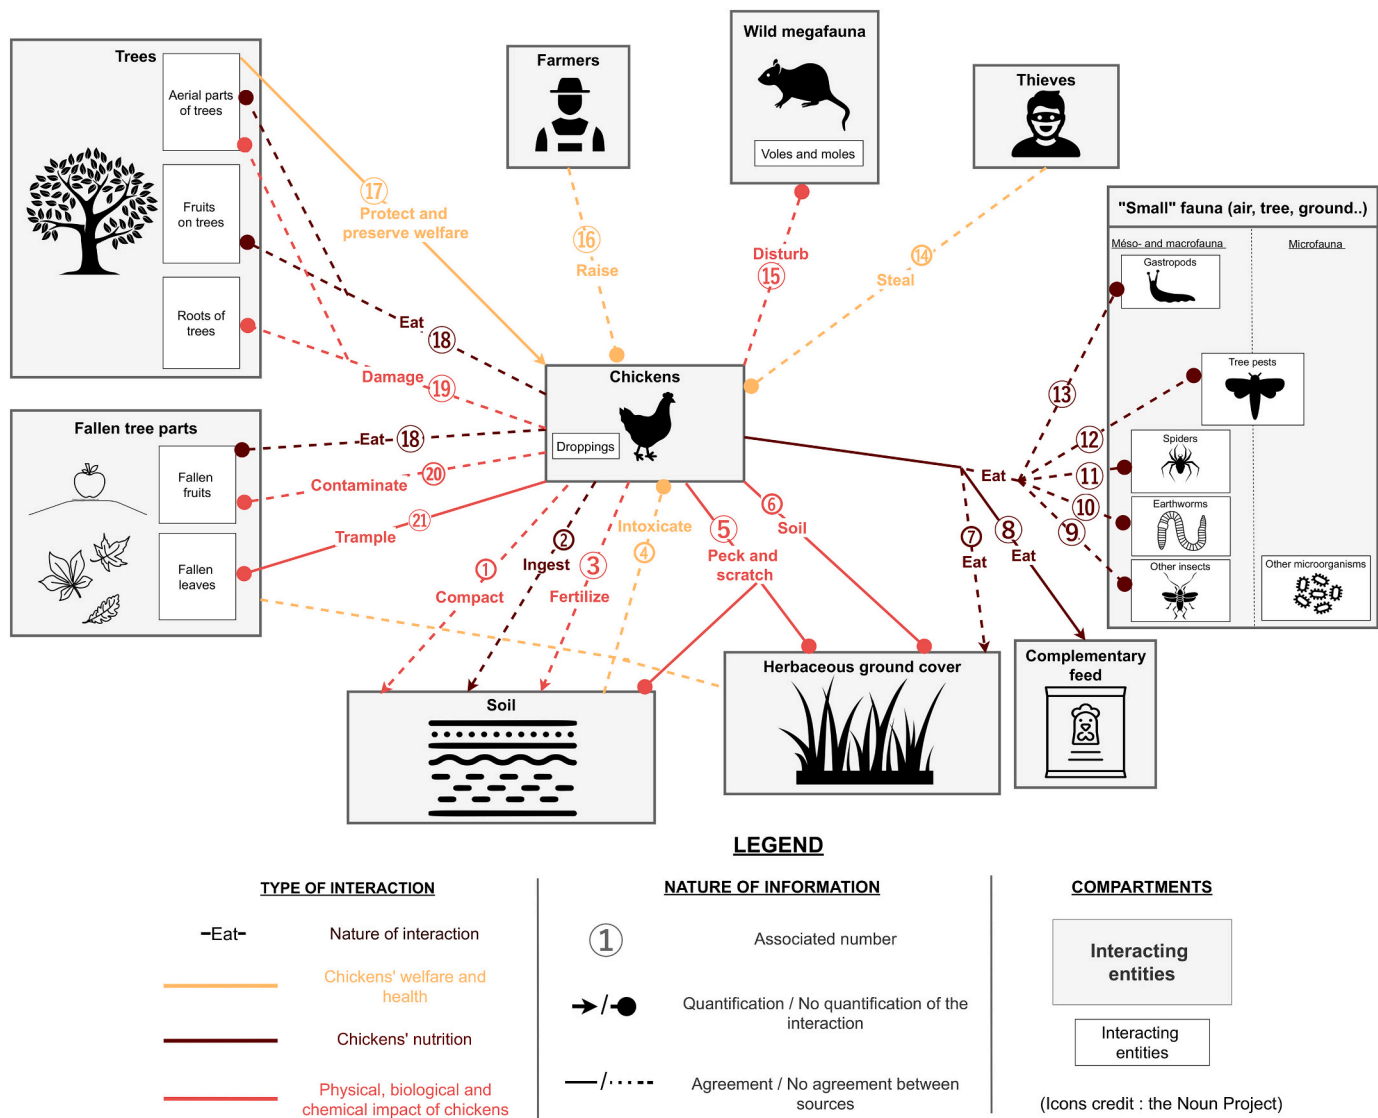 Trees
Aerial parts
of trees
Fruits
on trees
Roots of
trees
Farmers
Wild megafauna
Voles and moles
Thieves
"Small" fauna (air, tree, ground..)
Méso- and macrofauna
Microfauna
Gastropods
Tree pests
Spiders
Earthworms
Other insects
Other microorganisms
17
Protect and
preserve welfare
16
Raise
Disturb
15
14
Steal
Eat
18
Damage
19
Chickens
Droppings
13
12
11
Eat
10
9
Fallen tree parts
Fallen
fruits
Fallen
leaves
Eat
18
Contaminate
20
Trample
21
1
Compact
2
Ingest
3
Fertilize
Intoxicate
4
5
Peck and
scratch
6
Soil
7
Eat
8
Eat
Soil
Herbaceous ground cover
Complementary
feed
LEGEND
TYPE OF INTERACTION
-Eat-
Nature of interaction
Chickens' welfare and
health
Chickens' nutrition
Physical, biological and
chemical impact of chickens
NATURE OF INFORMATION
1
Associated number
/
Quantification / No quantification of the
interaction
/
Agreement / No agreement between
sources
COMPARTMENTS
Interacting
entities
Interacting
entities
(Icons credit : the Noun Project)